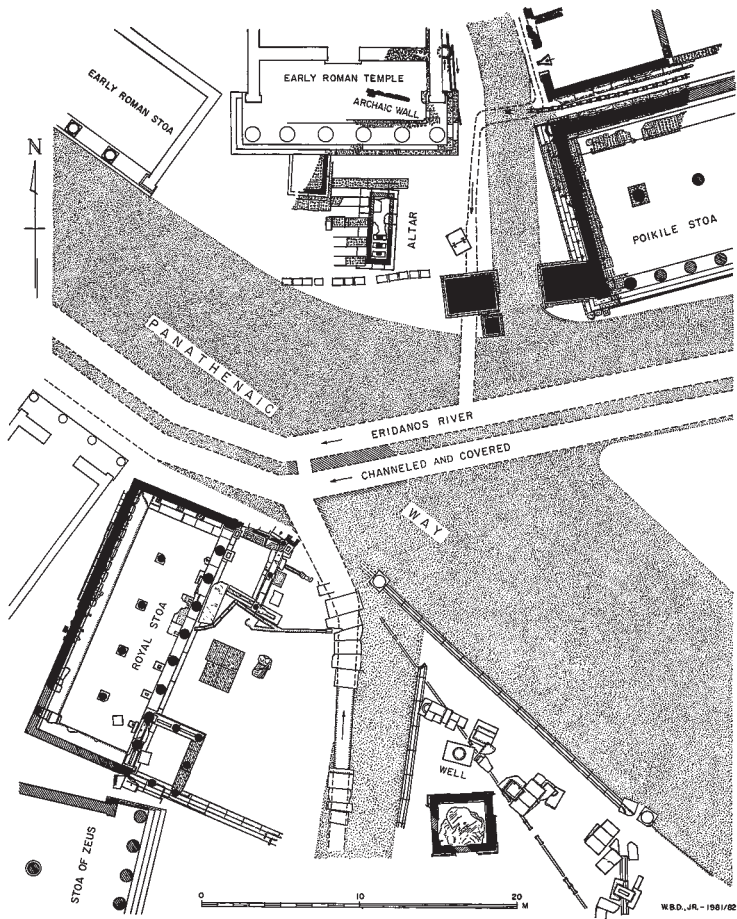 EARLY ROMAN STOA
EARLY ROMAN TEMPLE
ARCHAIC WALL
N
ALTAR
POIKILE STOA
PANATHENAIC
ERIDANOS RIVER
CHANNELED AND COVERED
WAY
ROYAL STOA
WELL
STOA OF ZEUS
0 10 20
M
W.B.D., JR. - 1981/82